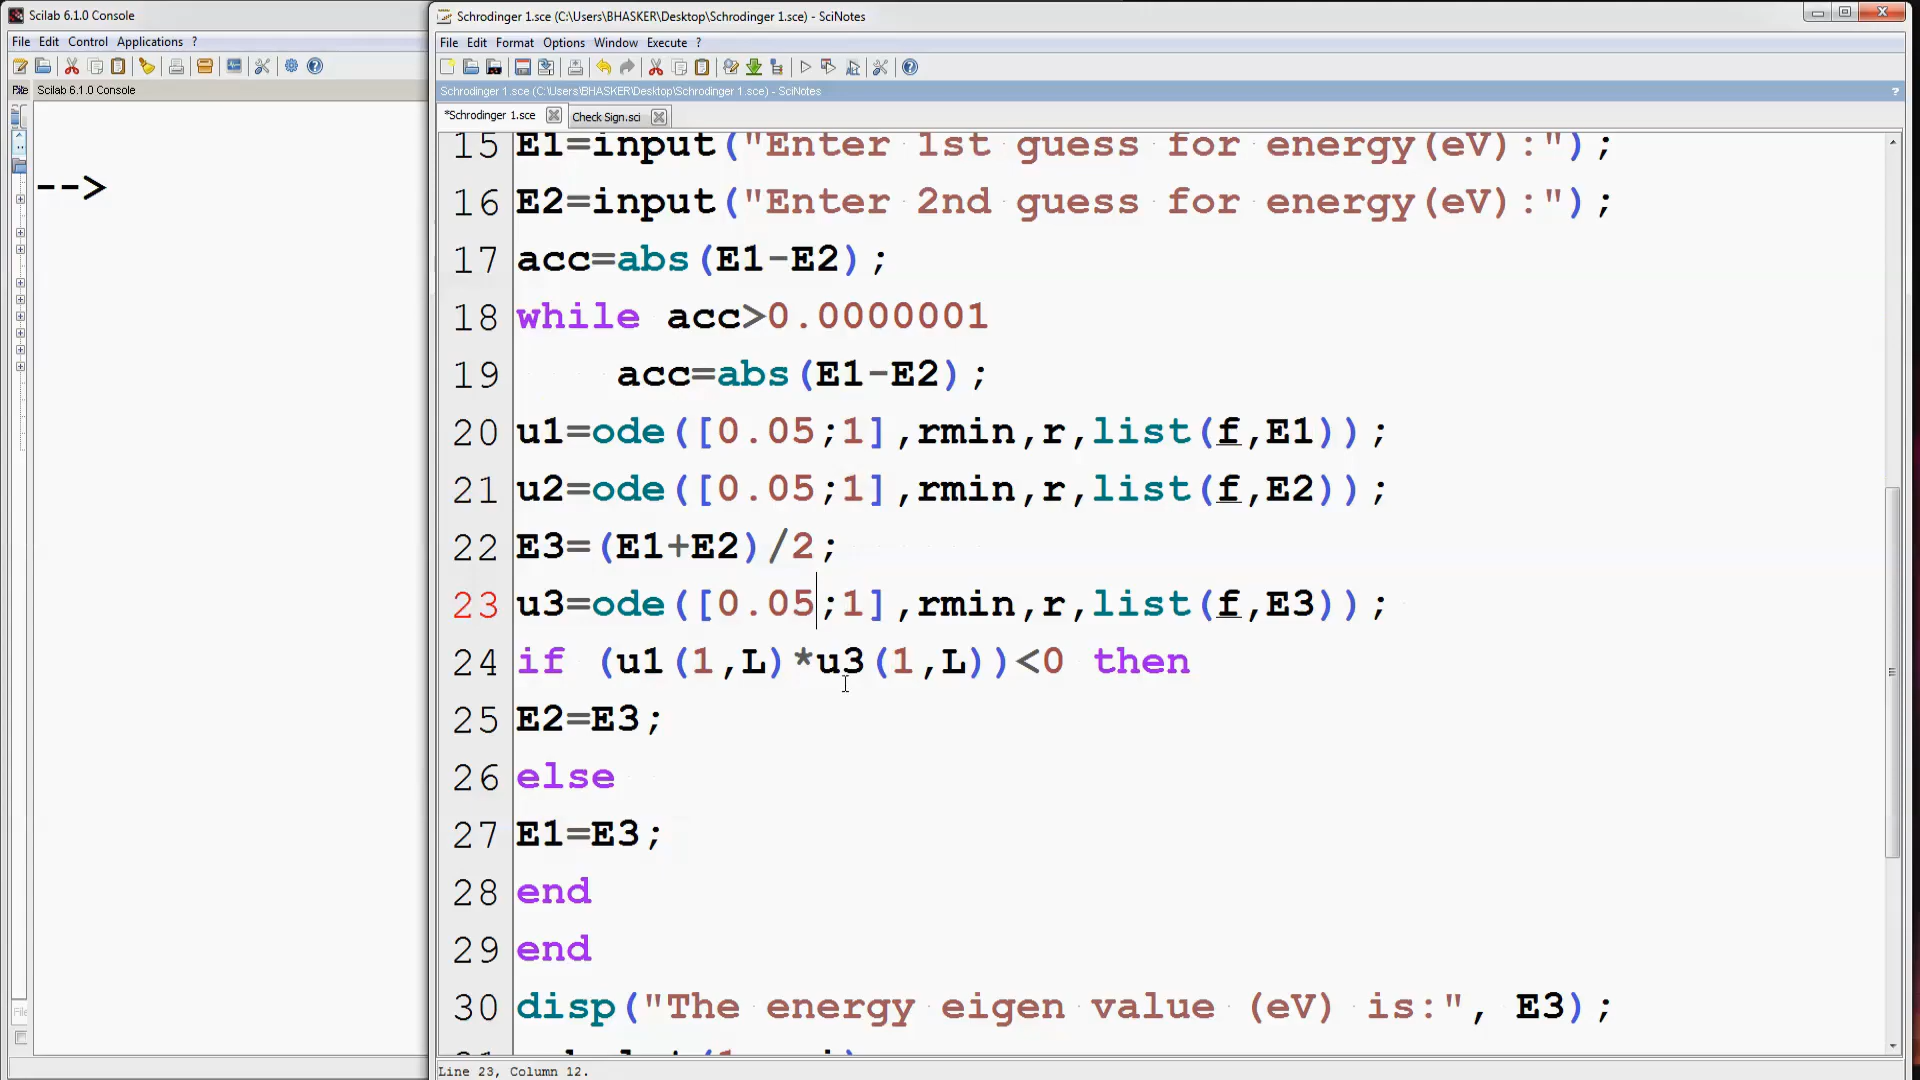 Scilab 6.1.0 Console
File Edit Control Applications ?
Scilab 6.1.0 Console
-->
Schrodinger 1.sce (C:\Users\BHASKER\Desktop\Schrodinger 1.sce) - SciNotes
File Edit Format Options Window Execute ?
Schrodinger 1.sce (C:\Users\BHASKER\Desktop\Schrodinger 1.sce) - SciNotes
?
*Schrodinger 1.sce Check Sign.sci
15 E1=input("Enter 1st guess for energy(eV):");
16 E2=input("Enter 2nd guess for energy(eV):");
17 acc=abs(E1-E2);
18 while acc>0.0000001
19 acc=abs(E1-E2);
20 u1=ode([0.05;1],rmin,r,list(f,E1));
21 u2=ode([0.05;1],rmin,r,list(f,E2));
22 E3=(E1+E2)/2;
23 u3=ode([0.05;1],rmin,r,list(f,E3));
24 if (u1(1,L)*u3(1,L))<0 then
25 E2=E3;
26 else
27 E1=E3;
28 end
29 end
30 disp("The energy eigen value (eV) is:", E3);
Line 23, Column 12.